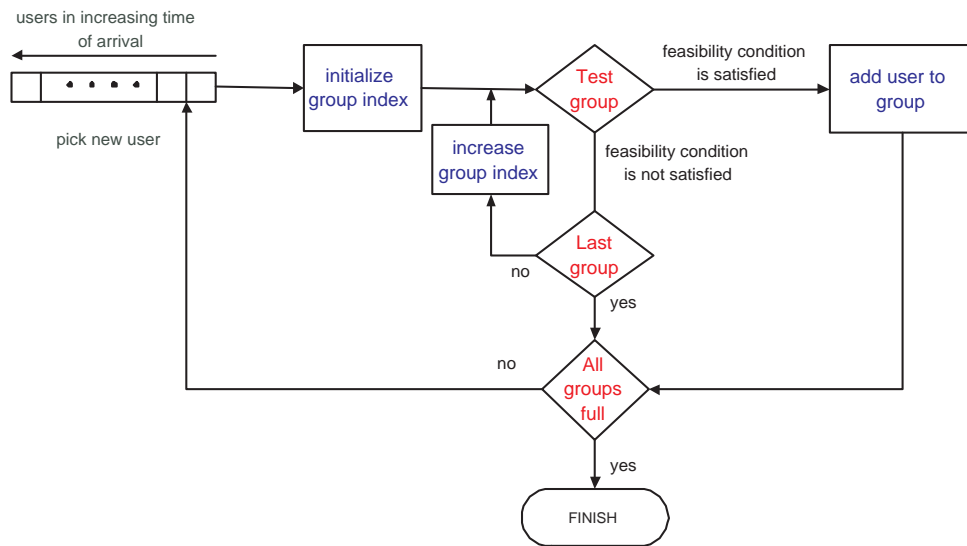 users in increasing time
of arrival
pick new user
initialize
group index
increase
group index
Test
group
feasibility condition
is satisfied
add user to
group
feasibility condition
is not satisfied
Last
group
no
yes
no
All
groups
full
yes
FINISH